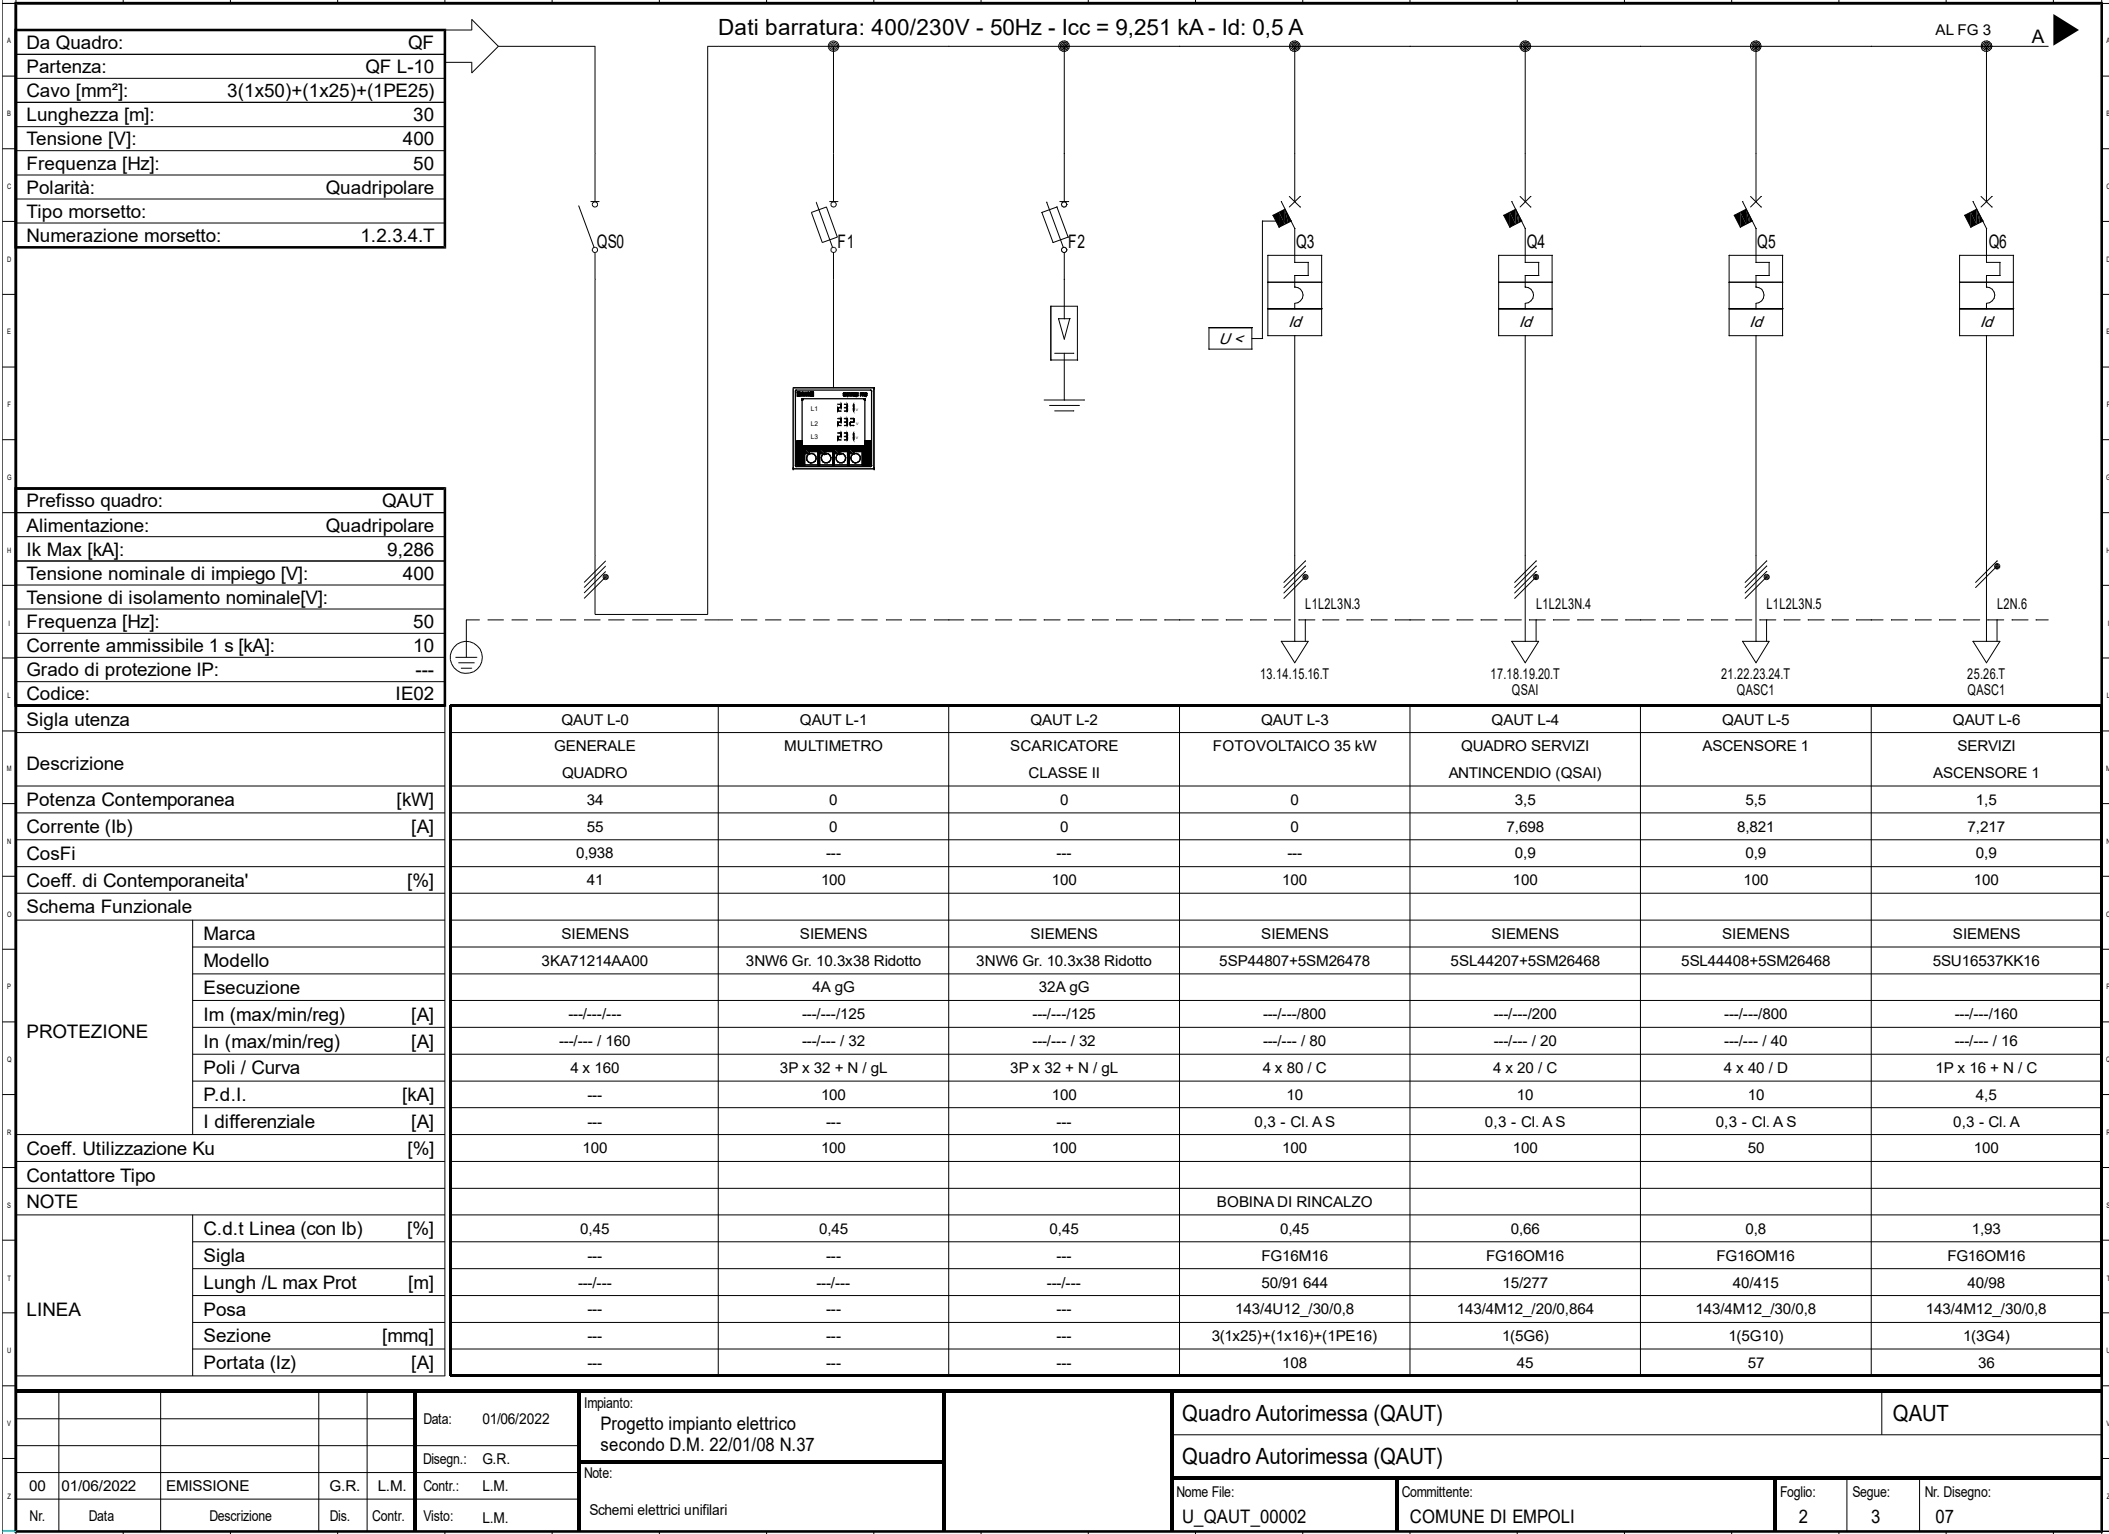 Dati barratura: 400/230V - 50Hz - Icc = 9,251 kA - Id: 0,5 A
AL FG 3 A
Da Quadro: QF
Partenza: QF L-10
Cavo [mm²]: 3(1x50)+(1x25)+(1PE25)
Lunghezza [m]: 30
Tensione [V]: 400
Frequenza [Hz]: 50
Polarità: Quadripolare
Tipo morsetto:
Numerazione morsetto: 1.2.3.4.T
QS0 F1 F2 Q3 Q4 Q5 Q6
Id Id Id Id
U <
L1 231
L2 232
L3 231
Prefisso quadro: QAUT
Alimentazione: Quadripolare
Ik Max [kA]: 9,286
Tensione nominale di impiego [V]: 400
Tensione di isolamento nominale[V]:
Frequenza [Hz]: 50
Corrente ammissibile 1 s [kA]: 10
Grado di protezione IP: ---
Codice: IE02
L1L2L3N.3 L1L2L3N.4 L1L2L3N.5 L2N.6
13.14.15.16.T 17.18.19.20.T 21.22.23.24.T 25.26.T
QSAI QASC1 QASC1
Sigla utenza QAUT L-0 QAUT L-1 QAUT L-2 QAUT L-3 QAUT L-4 QAUT L-5 QAUT L-6
Descrizione GENERALE MULTIMETRO SCARICATORE FOTOVOLTAICO 35 kW QUADRO SERVIZI ASCENSORE 1 SERVIZI
QUADRO CLASSE II ANTINCENDIO (QSAI) ASCENSORE 1
Potenza Contemporanea [kW] 34 0 0 0 3,5 5,5 1,5
Corrente (Ib) [A] 55 0 0 0 7,698 8,821 7,217
CosFi 0,938 --- --- --- 0,9 0,9 0,9
Coeff. di Contemporaneita' [%] 41 100 100 100 100 100 100
Schema Funzionale
PROTEZIONE
Marca SIEMENS SIEMENS SIEMENS SIEMENS SIEMENS SIEMENS SIEMENS
Modello 3KA71214AA00 3NW6 Gr. 10.3x38 Ridotto 3NW6 Gr. 10.3x38 Ridotto 5SP44807+5SM26478 5SL44207+5SM26468 5SL44408+5SM26468 5SU16537KK16
Esecuzione 4A gG 32A gG
Im (max/min/reg) [A] ---/---/--- ---/---/125 ---/---/125 ---/---/800 ---/---/200 ---/---/800 ---/---/160
In (max/min/reg) [A] ---/--- / 160 ---/--- / 32 ---/--- / 32 ---/--- / 80 ---/--- / 20 ---/--- / 40 ---/--- / 16
Poli / Curva 4 x 160 3P x 32 + N / gL 3P x 32 + N / gL 4 x 80 / C 4 x 20 / C 4 x 40 / D 1P x 16 + N / C
P.d.I. [kA] --- 100 100 10 10 10 4,5
I differenziale [A] --- --- --- 0,3 - Cl. A S 0,3 - Cl. A S 0,3 - Cl. A S 0,3 - Cl. A
Coeff. Utilizzazione Ku [%] 100 100 100 100 100 50 100
Contattore Tipo
NOTE BOBINA DI RINCALZO
LINEA
C.d.t Linea (con Ib) [%] 0,45 0,45 0,45 0,45 0,66 0,8 1,93
Sigla --- --- --- FG16M16 FG16OM16 FG16OM16 FG16OM16
Lungh /L max Prot [m] ---/--- ---/--- ---/--- 50/91 644 15/277 40/415 40/98
Posa --- --- --- 143/4U12_/30/0,8 143/4M12_/20/0,864 143/4M12_/30/0,8 143/4M12_/30/0,8
Sezione [mmq] --- --- --- 3(1x25)+(1x16)+(1PE16) 1(5G6) 1(5G10) 1(3G4)
Portata (Iz) [A] --- --- --- 108 45 57 36
00 01/06/2022 EMISSIONE G.R. L.M.
Nr. Data Descrizione Dis. Contr.
Data: 01/06/2022
Disegn.: G.R.
Contr.: L.M.
Visto: L.M.
Impianto:
Progetto impianto elettrico
secondo D.M. 22/01/08 N.37
Note:
Schemi elettrici unifilari
Quadro Autorimessa (QAUT) QAUT
Quadro Autorimessa (QAUT)
Nome File: Committente: Foglio: Segue: Nr. Disegno:
U_QAUT_00002 COMUNE DI EMPOLI 2 3 07